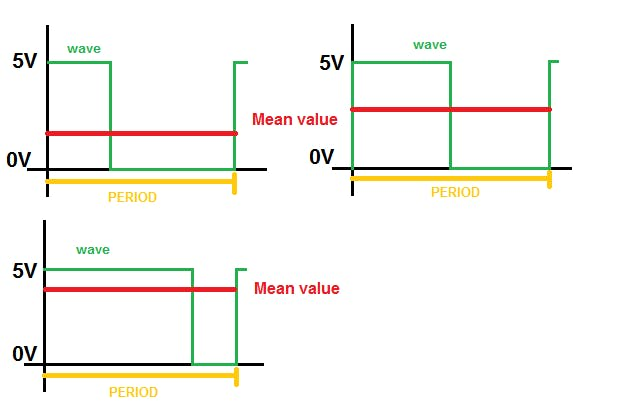 wave
5V
Mean value
0V
PERIOD
wave
5V
0V
PERIOD
wave
5V
Mean value
0V
PERIOD